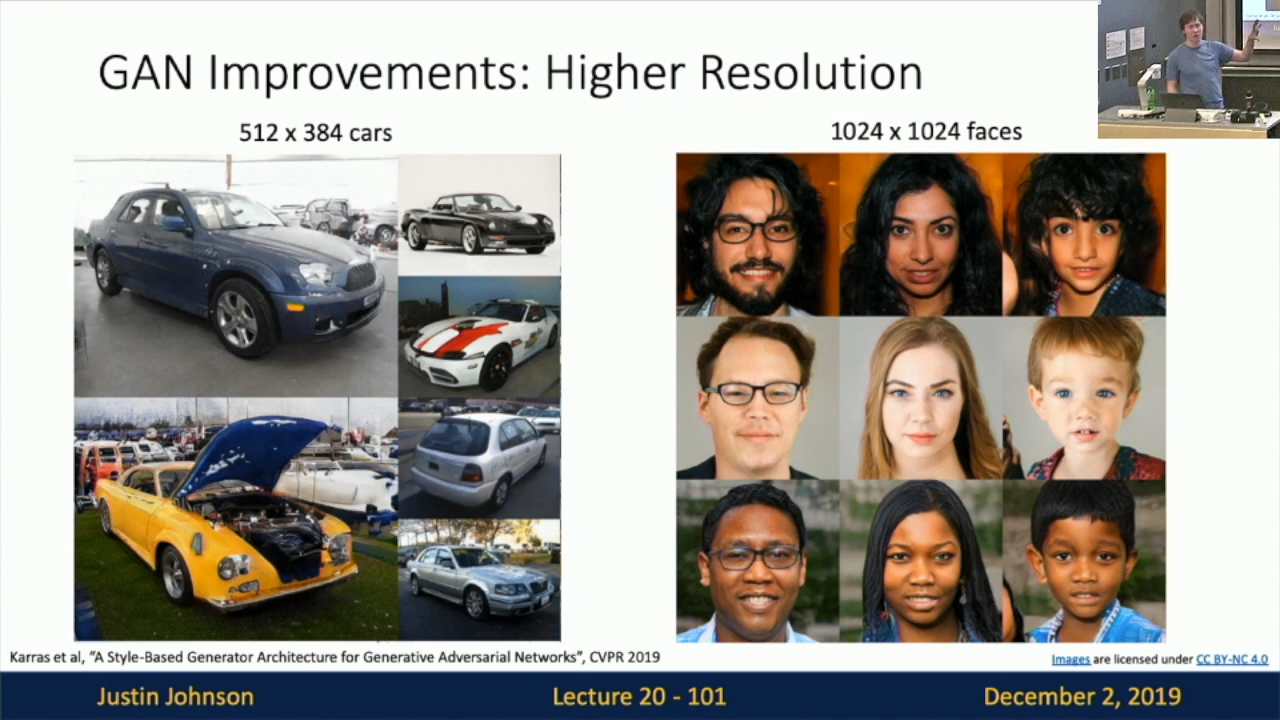 GAN Improvements: Higher Resolution
512 x 384 cars
1024 x 1024 faces
Karras et al, “A Style-Based Generator Architecture for Generative Adversarial Networks”, CVPR 2019
Images are licensed under CC BY-NC 4.0
Justin Johnson
Lecture 20 - 101
December 2, 2019